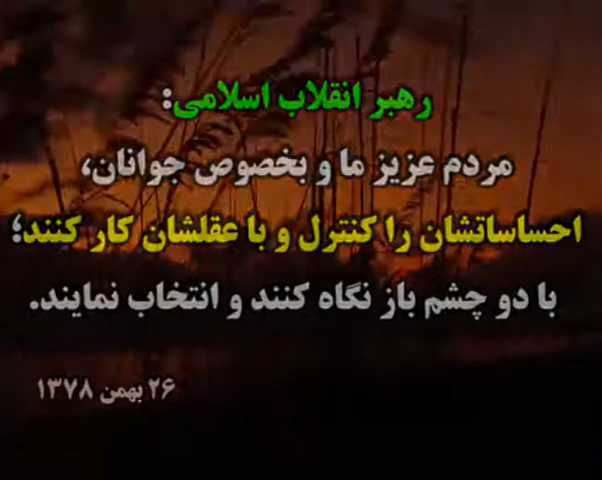 رهبر انقلاب اسلامی:
مردم عزیز ما و بخصوص جوانان،
احساساتشان را کنترل و با عقلشان کار کنند؛
با دو چشم باز نگاه کنند و انتخاب نمایند.
۲۶ بهمن ۱۳۷۸